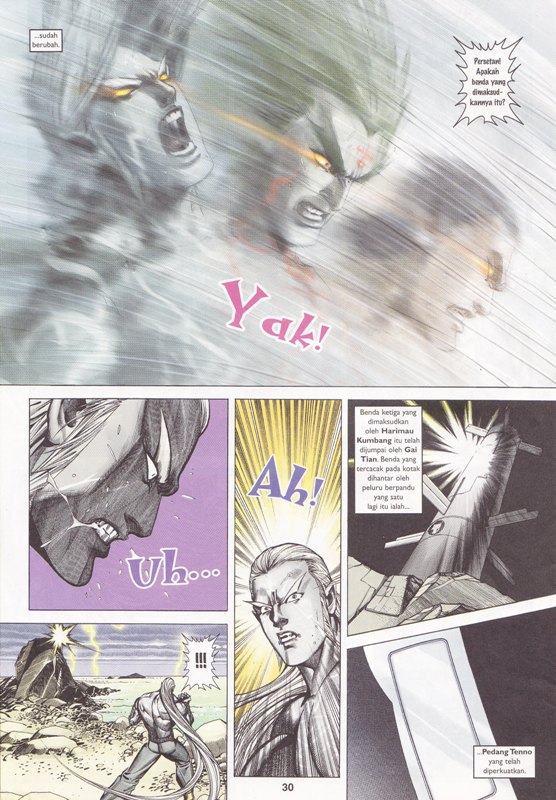 ...sudah
berubah.
Persetan!
Apakah
benda yang
dimaksud-
kannya itu?
Yak!
Uh...
Ah!
Benda ketiga yang
dimaksudkan
oleh Harimau
Kumbang itu telah
dijumpai oleh Gai
Tian. Benda yang
tercacak pada kotak
dihantar oleh
peluru berpandu
yang satu
lagi itu ialah...
!!!
...Pedang Tenno
yang telah
diperkuatkan.
30